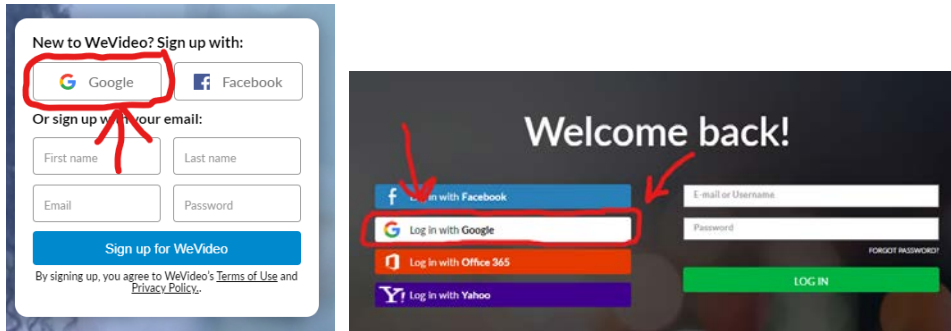 New to WeVideo? Sign up with:
Google
Facebook
Or sign up with your email:
First name
Last name
Email
Password
Sign up for WeVideo
By signing up, you agree to WeVideo's Terms of Use and
Privacy Policy..
Welcome back!
Log in with Facebook
Log in with Google
Log in with Office 365
Log in with Yahoo
E-mail or Username
Password
FORGOT PASSWORD?
LOG IN